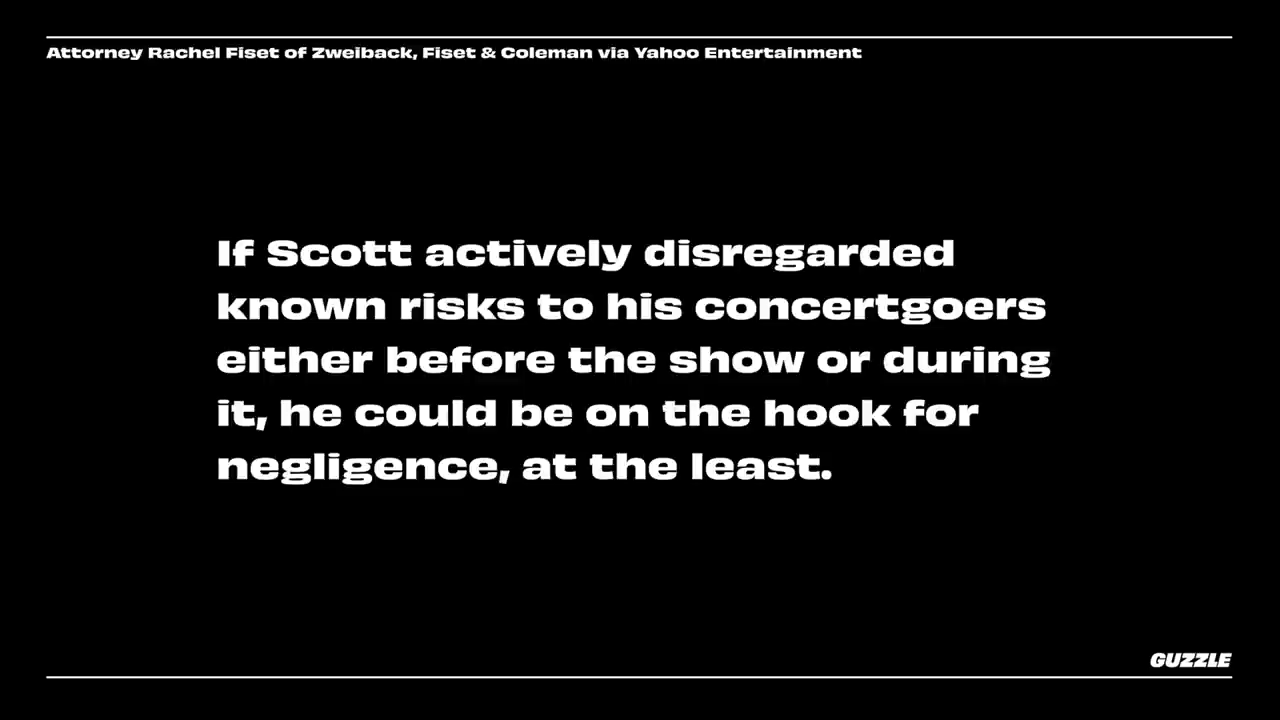 Attorney Rachel Fiset of Zweiback, Fiset & Coleman via Yahoo Entertainment
If Scott actively disregarded
known risks to his concertgoers
either before the show or during
it, he could be on the hook for
negligence, at the least.
GUZZLE